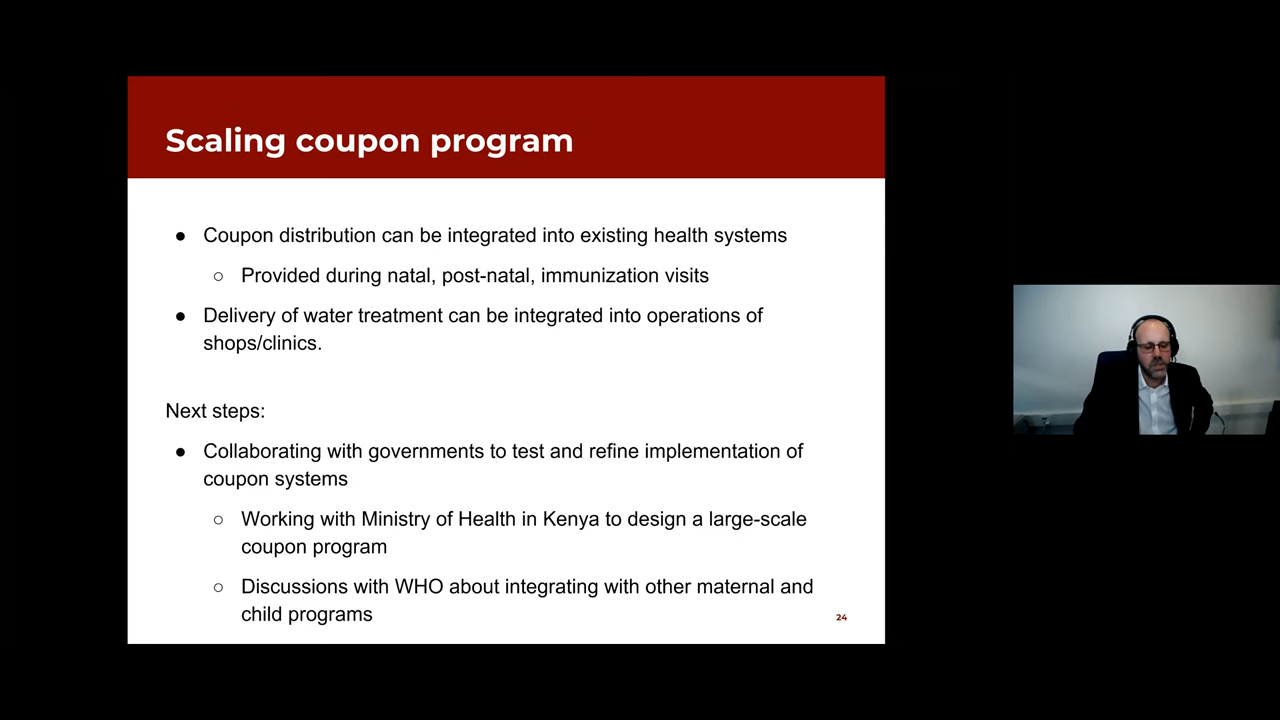 Scaling coupon program
● Coupon distribution can be integrated into existing health systems
○ Provided during natal, post-natal, immunization visits
● Delivery of water treatment can be integrated into operations of
shops/clinics.
Next steps:
● Collaborating with governments to test and refine implementation of
coupon systems
○ Working with Ministry of Health in Kenya to design a large-scale
coupon program
○ Discussions with WHO about integrating with other maternal and
child programs
24